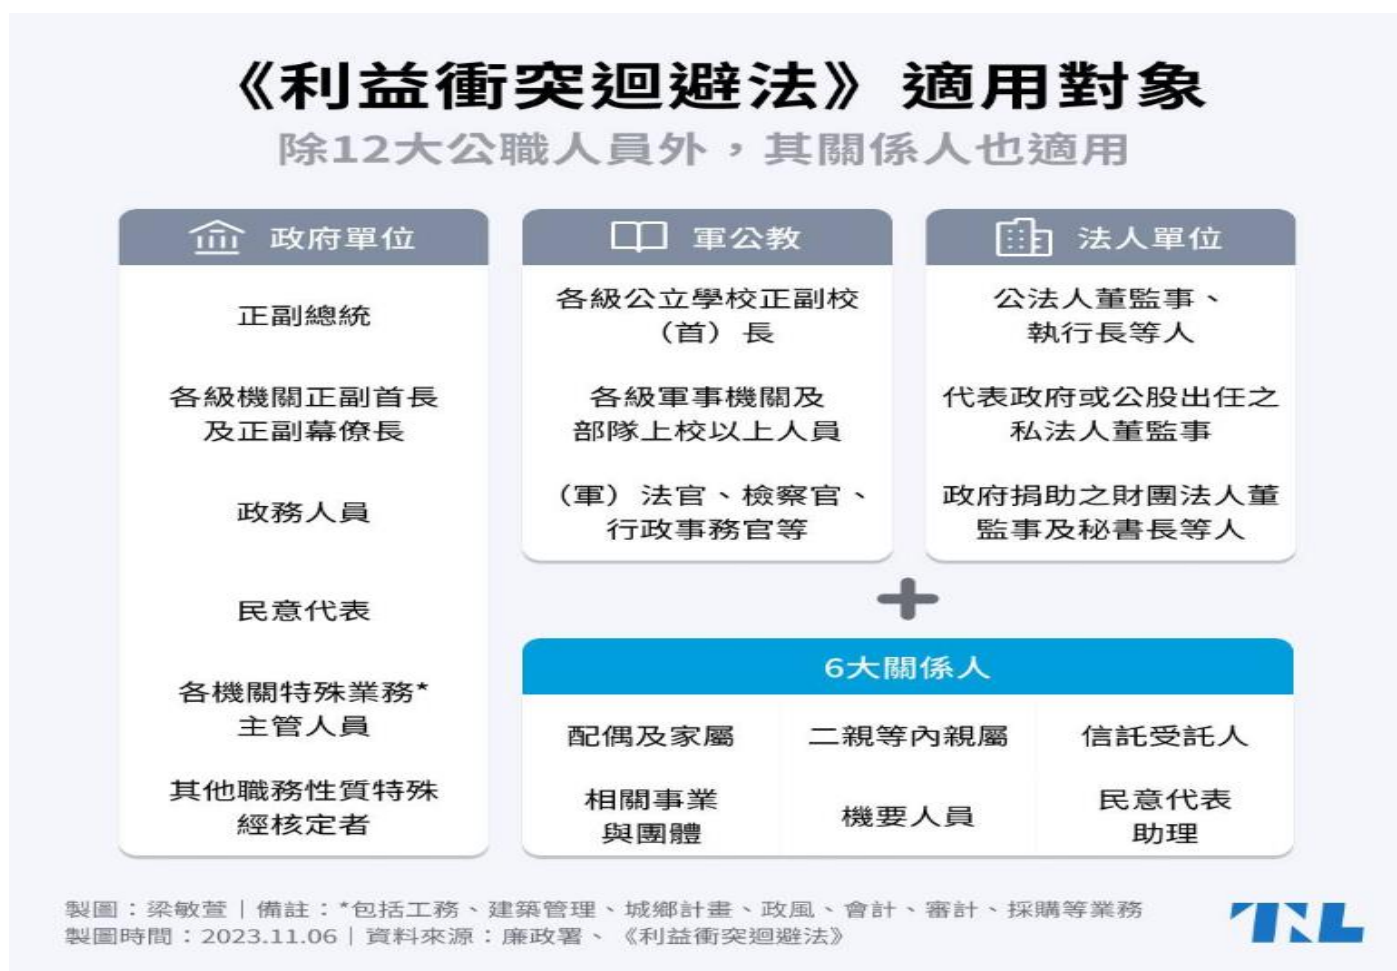 《利益衝突迴避法》適用對象
除12大公職人員外，其關係人也適用
政府單位
正副總統
各級機關正副首長
及正副幕僚長
政務人員
民意代表
各機關特殊業務*
主管人員
其他職務性質特殊
經核定者
軍公教
各級公立學校正副校
（首）長
各級軍事機關及
部隊上校以上人員
（軍）法官、檢察官、
行政事務官等
法人單位
公法人董監事、
執行長等人
代表政府或公股出任之
私法人董監事
政府捐助之財團法人董
監事及秘書長等人
+
6大關係人
配偶及家屬
二親等內親屬
信託受託人
相關事業
與團體
機要人員
民意代表
助理
製圖：梁敏萱｜備註：*包括工務、建築管理、城鄉計畫、政風、會計、審計、採購等業務
製圖時間：2023.11.06｜資料來源：廉政署、《利益衝突迴避法》
TNL